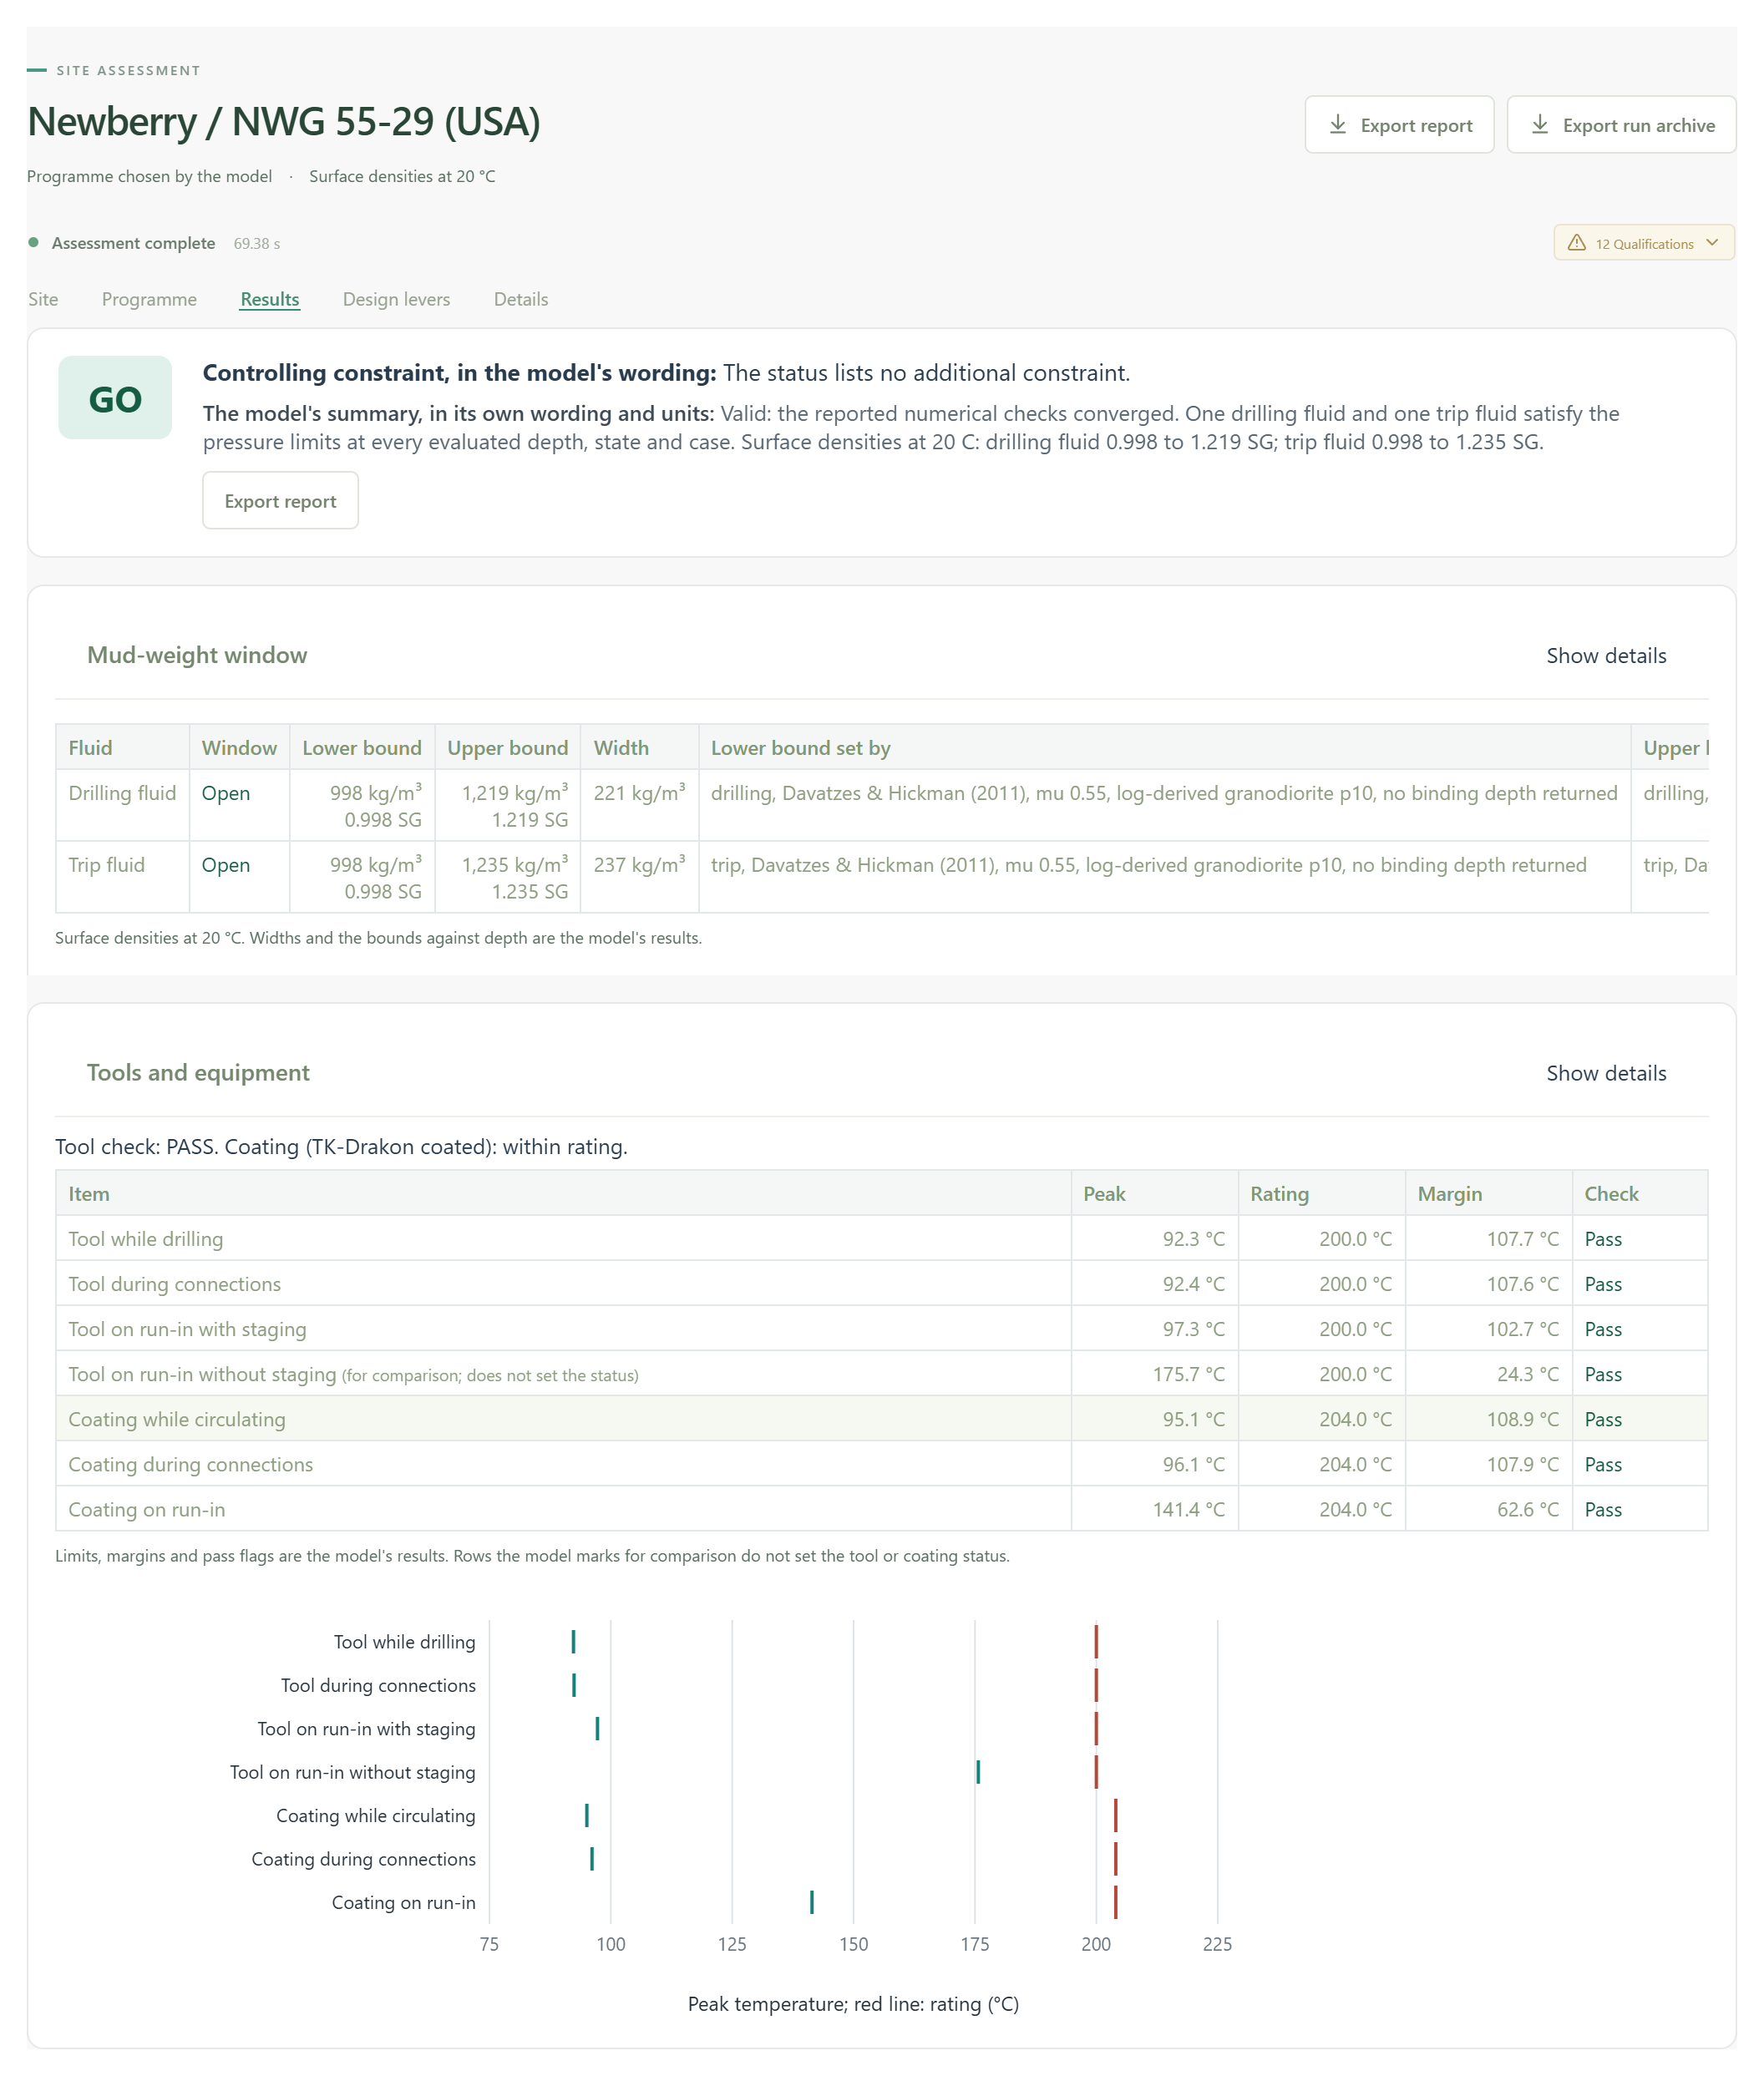 SITE ASSESSMENT
Newberry / NWG 55-29 (USA)
Export report
Export run archive
Programme chosen by the model · Surface densities at 20 °C
Assessment complete 69.38 s
12 Qualifications
Site Programme Results Design levers Details
GO
Controlling constraint, in the model's wording: The status lists no additional constraint.
The model's summary, in its own wording and units: Valid: the reported numerical checks converged. One drilling fluid and one trip fluid satisfy the
pressure limits at every evaluated depth, state and case. Surface densities at 20 C: drilling fluid 0.998 to 1.219 SG; trip fluid 0.998 to 1.235 SG.
Export report
Mud-weight window Show details
Fluid Window Lower bound Upper bound Width Lower bound set by Upper
Drilling fluid Open 998 kg/m³ 1,219 kg/m³ 221 kg/m³ drilling, Davatzes & Hickman (2011), mu 0.55, log-derived granodiorite p10, no binding depth returned drilling,
0.998 SG 1.219 SG
Trip fluid Open 998 kg/m³ 1,235 kg/m³ 237 kg/m³ trip, Davatzes & Hickman (2011), mu 0.55, log-derived granodiorite p10, no binding depth returned trip,
0.998 SG 1.235 SG
Surface densities at 20 °C. Widths and the bounds against depth are the model's results.
Tools and equipment Show details
Tool check: PASS. Coating (TK-Drakon coated): within rating.
Item Peak Rating Margin Check
Tool while drilling 92.3 °C 200.0 °C 107.7 °C Pass
Tool during connections 92.4 °C 200.0 °C 107.6 °C Pass
Tool on run-in with staging 97.3 °C 200.0 °C 102.7 °C Pass
Tool on run-in without staging (for comparison; does not set the status) 175.7 °C 200.0 °C 24.3 °C Pass
Coating while circulating 95.1 °C 204.0 °C 108.9 °C Pass
Coating during connections 96.1 °C 204.0 °C 107.9 °C Pass
Coating on run-in 141.4 °C 204.0 °C 62.6 °C Pass
Limits, margins and pass flags are the model's results. Rows the model marks for comparison do not set the tool or coating status.
Tool while drilling
Tool during connections
Tool on run-in with staging
Tool on run-in without staging
Coating while circulating
Coating during connections
Coating on run-in
75 100 125 150 175 200 225
Peak temperature; red line: rating (°C)